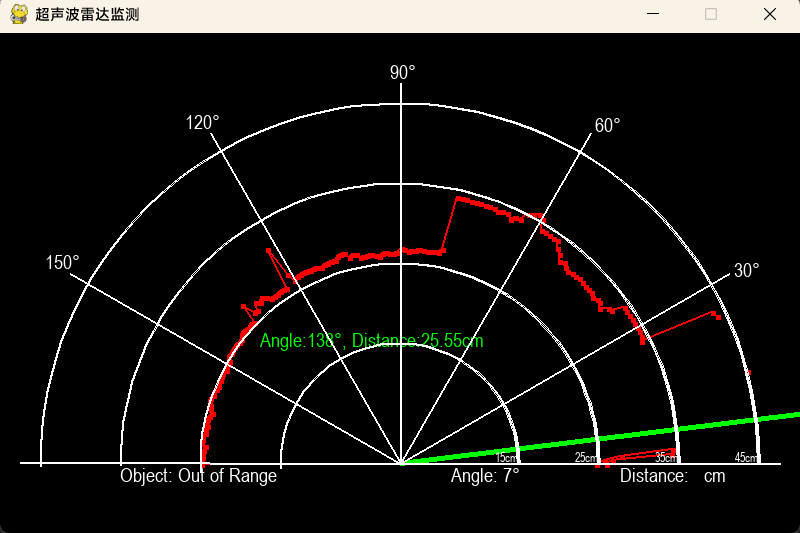 超声波雷达监测
90°
120°
60°
150°
30°
Angle:138°, Distance:25.55cm
15cm
25cm
35cm
45cm
Object: Out of Range
Angle: 7°
Distance: cm